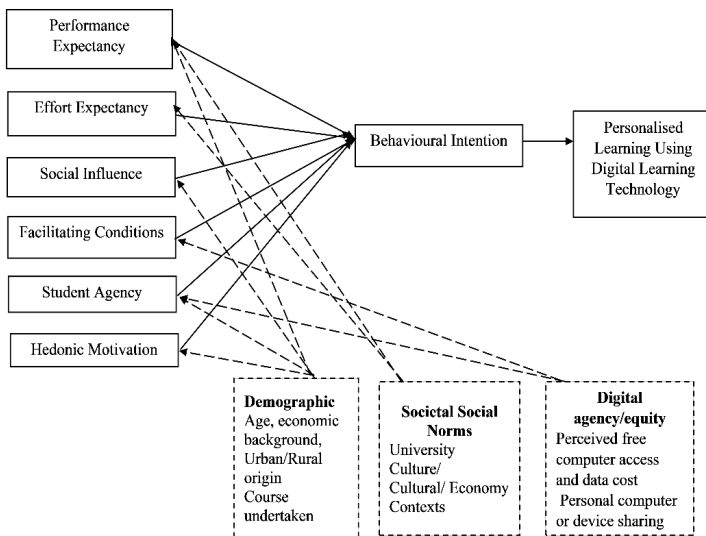 Performance
Expectancy
Effort Expectancy
Social Influence
Facilitating Conditions
Student Agency
Hedonic Motivation
Behavioural Intention
Personalised
Learning Using
Digital Learning
Technology
Demographic
Age, economic
background,
Urban/Rural
origin
Course
undertaken
Societal Social
Norms
University
Culture/
Cultural/ Economy
Contexts
Digital
agency/equity
Perceived free
computer access
and data cost
Personal computer
or device sharing